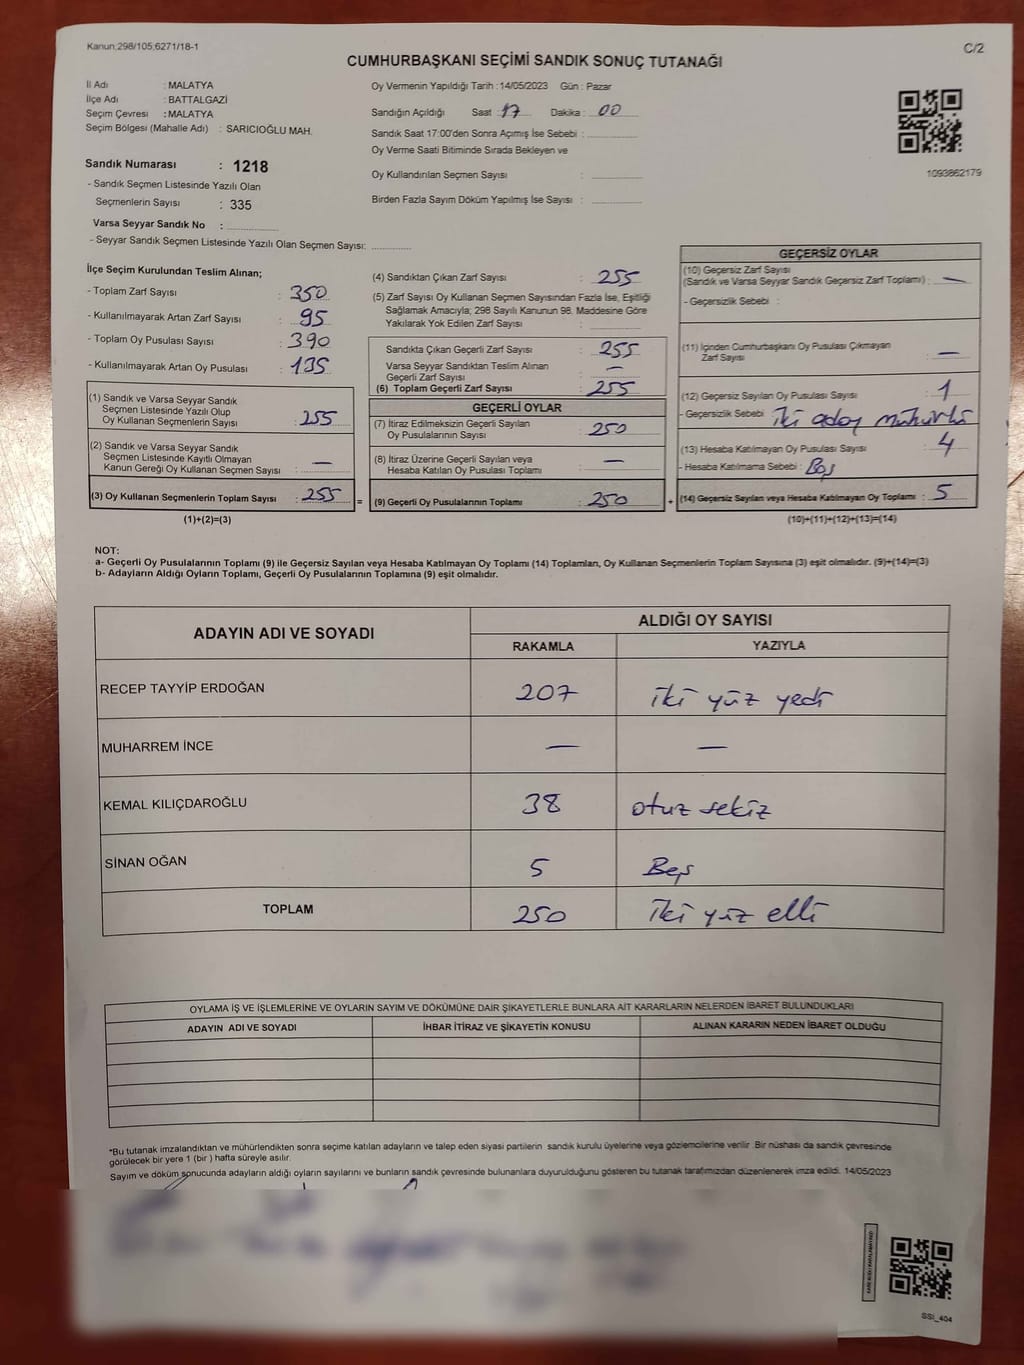 Kanun;298/105;6271/18-1
C/2
CUMHURBAŞKANI SEÇİMİ SANDIK SONUÇ TUTANAĞI
İl Adı : MALATYA
İlçe Adı : BATTALGAZİ
Seçim Çevresi : MALATYA
Seçim Bölgesi (Mahalle Adı) : SARICIOĞLU MAH.
Oy Vermenin Yapıldığı Tarih : 14/05/2023 Gün : Pazar
Sandığın Açıldığı Saat : 17 Dakika : 00
Sandık Saat 17:00'den Sonra Açımış İse Sebebi :
Oy Verme Saati Bitiminde Sırada Bekleyen ve
Oy Kullandırılan Seçmen Sayısı :
Birden Fazla Sayım Döküm Yapılmış İse Sayısı :
1093862179
Sandık Numarası : 1218
- Sandık Seçmen Listesinde Yazılı Olan
Seçmenlerin Sayısı : 335
Varsa Seyyar Sandık No :
- Seyyar Sandık Seçmen Listesinde Yazılı Olan Seçmen Sayısı:
İlçe Seçim Kurulundan Teslim Alınan;
- Toplam Zarf Sayısı : 350
- Kullanılmayarak Artan Zarf Sayısı : 95
- Toplam Oy Pusulası Sayısı : 390
- Kullanılmayarak Artan Oy Pusulası : 135
(1) Sandık ve Varsa Seyyar Sandık
Seçmen Listesinde Yazılı Olup
Oy Kullanan Seçmenlerin Sayısı : 255
(2) Sandık ve Varsa Seyyar Sandık
Seçmen Listesinde Kayıtlı Olmayan
Kanun Gereği Oy Kullanan Seçmen Sayısı : —
(3) Oy Kullanan Seçmenlerin Toplam Sayısı : 255 =
(1)+(2)=(3)
(4) Sandıktan Çıkan Zarf Sayısı : 255
(5) Zarf Sayısı Oy Kullanan Seçmen Sayısından Fazla İse, Eşitliği
Sağlamak Amacıyla; 298 Sayılı Kanunun 98. Maddesine Göre
Yakılarak Yok Edilen Zarf Sayısı :
Sandıkta Çıkan Geçerli Zarf Sayısı : 255
Varsa Seyyar Sandıktan Teslim Alınan
Geçerli Zarf Sayısı : —
(6) Toplam Geçerli Zarf Sayısı : 255
GEÇERLİ OYLAR
(7) İtiraz Edilmeksizin Geçerli Sayılan
Oy Pusulalarının Sayısı : 250
(8) İtiraz Üzerine Geçerli Sayılan veya
Hesaba Katılan Oy Pusulası Toplamı : —
(9) Geçerli Oy Pusulalarının Toplamı : 250 +
GEÇERSİZ OYLAR
(10) Geçersiz Zarf Sayısı
(Sandık ve Varsa Seyyar Sandık Geçersiz Zarf Toplamı) : —
- Geçersizlik Sebebi :
(11) İçinden Cumhurbaşkanı Oy Pusulası Çıkmayan
Zarf Sayısı : —
(12) Geçersiz Sayılan Oy Pusulası Sayısı : 1
- Geçersizlik Sebebi : İki aday mühürlü
(13) Hesaba Katılmayan Oy Pusulası Sayısı : 4
- Hesaba Katılmama Sebebi : Boş
(14) Geçersiz Sayılan veya Hesaba Katılmayan Oy Toplamı : 5
(10)+(11)+(12)+(13)=(14)
NOT:
a- Geçerli Oy Pusulalarının Toplamı (9) ile Geçersiz Sayılan veya Hesaba Katılmayan Oy Toplamı (14) Toplamları, Oy Kullanan Seçmenlerin Toplam Sayısına (3) eşit olmalıdır. (9)+(14)=(3)
b- Adayların Aldığı Oyların Toplamı, Geçerli Oy Pusulalarının Toplamına (9) eşit olmalıdır.
ADAYIN ADI VE SOYADI
ALDIĞI OY SAYISI
RAKAMLA YAZIYLA
RECEP TAYYİP ERDOĞAN 207 iki yüz yedi
MUHARREM İNCE — —
KEMAL KILIÇDAROĞLU 38 otuz sekiz
SİNAN OĞAN 5 Beş
TOPLAM 250 iki yüz elli
OYLAMA İŞ VE İŞLEMLERİNE VE OYLARIN SAYIM VE DÖKÜMÜNE DAİR ŞİKAYETLERLE BUNLARA AİT KARARLARIN NELERDEN İBARET BULUNDUKLARI
ADAYIN ADI VE SOYADI İHBAR İTİRAZ VE ŞİKAYETİN KONUSU ALINAN KARARIN NEDEN İBARET OLDUĞU
*Bu tutanak imzalandıktan ve mühürlendikten sonra seçime katılan adayların ve talep eden siyasi partilerin sandık kurulu üyelerine veya gözlemcilerine verilir. Bir nüshası da sandık çevresinde
görülecek bir yere 1 (bir ) hafta süreyle asılır.
Sayım ve döküm sonucunda adayların aldığı oyların sayılarını ve bunların sandık çevresinde bulunanlara duyurulduğunu gösteren bu tutanak tarafımızdan düzenlenerek imza edildi. 14/05/2023
SSI_404